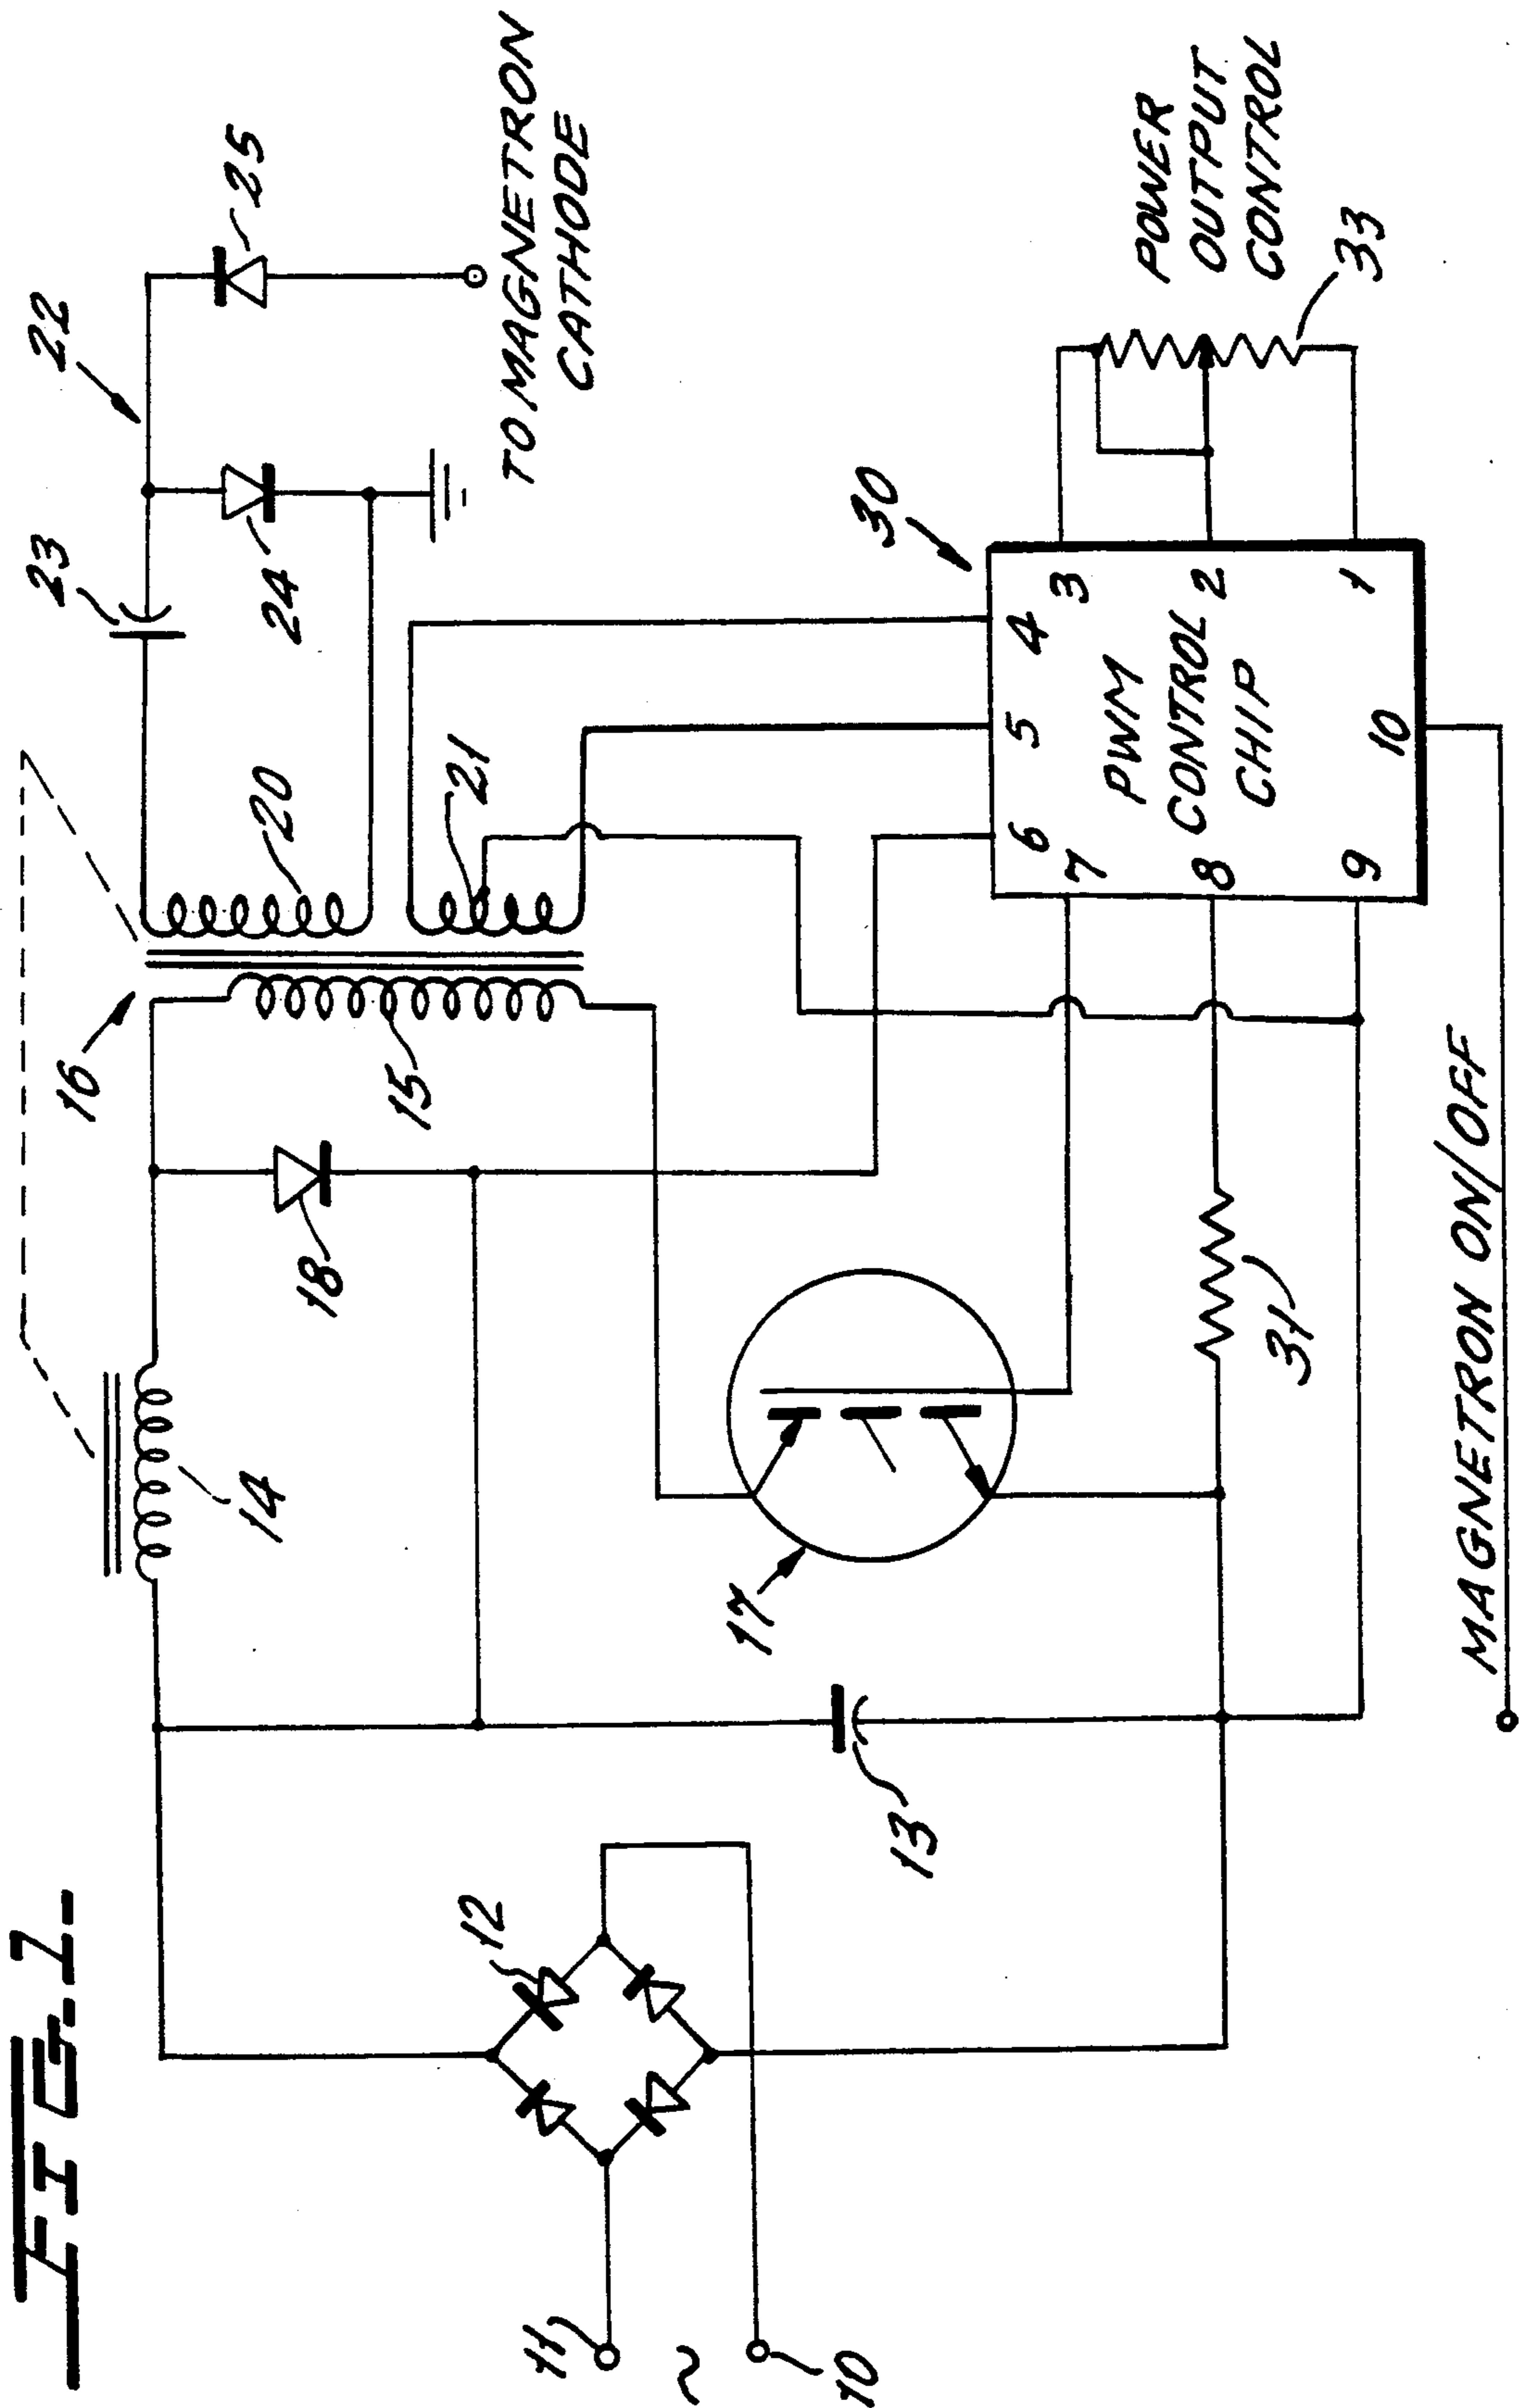 FIG. 1
16
14
15
18
20
21
22
23
24
25
TO MAGNETRON
CATHODE
11
~
10
12
13
17
31
30
PWM
CONTROL
CHIP
1
2
3
4
5
6
7
8
9
10
POWER
OUTPUT
CONTROL
33
MAGNETRON ON/OFF